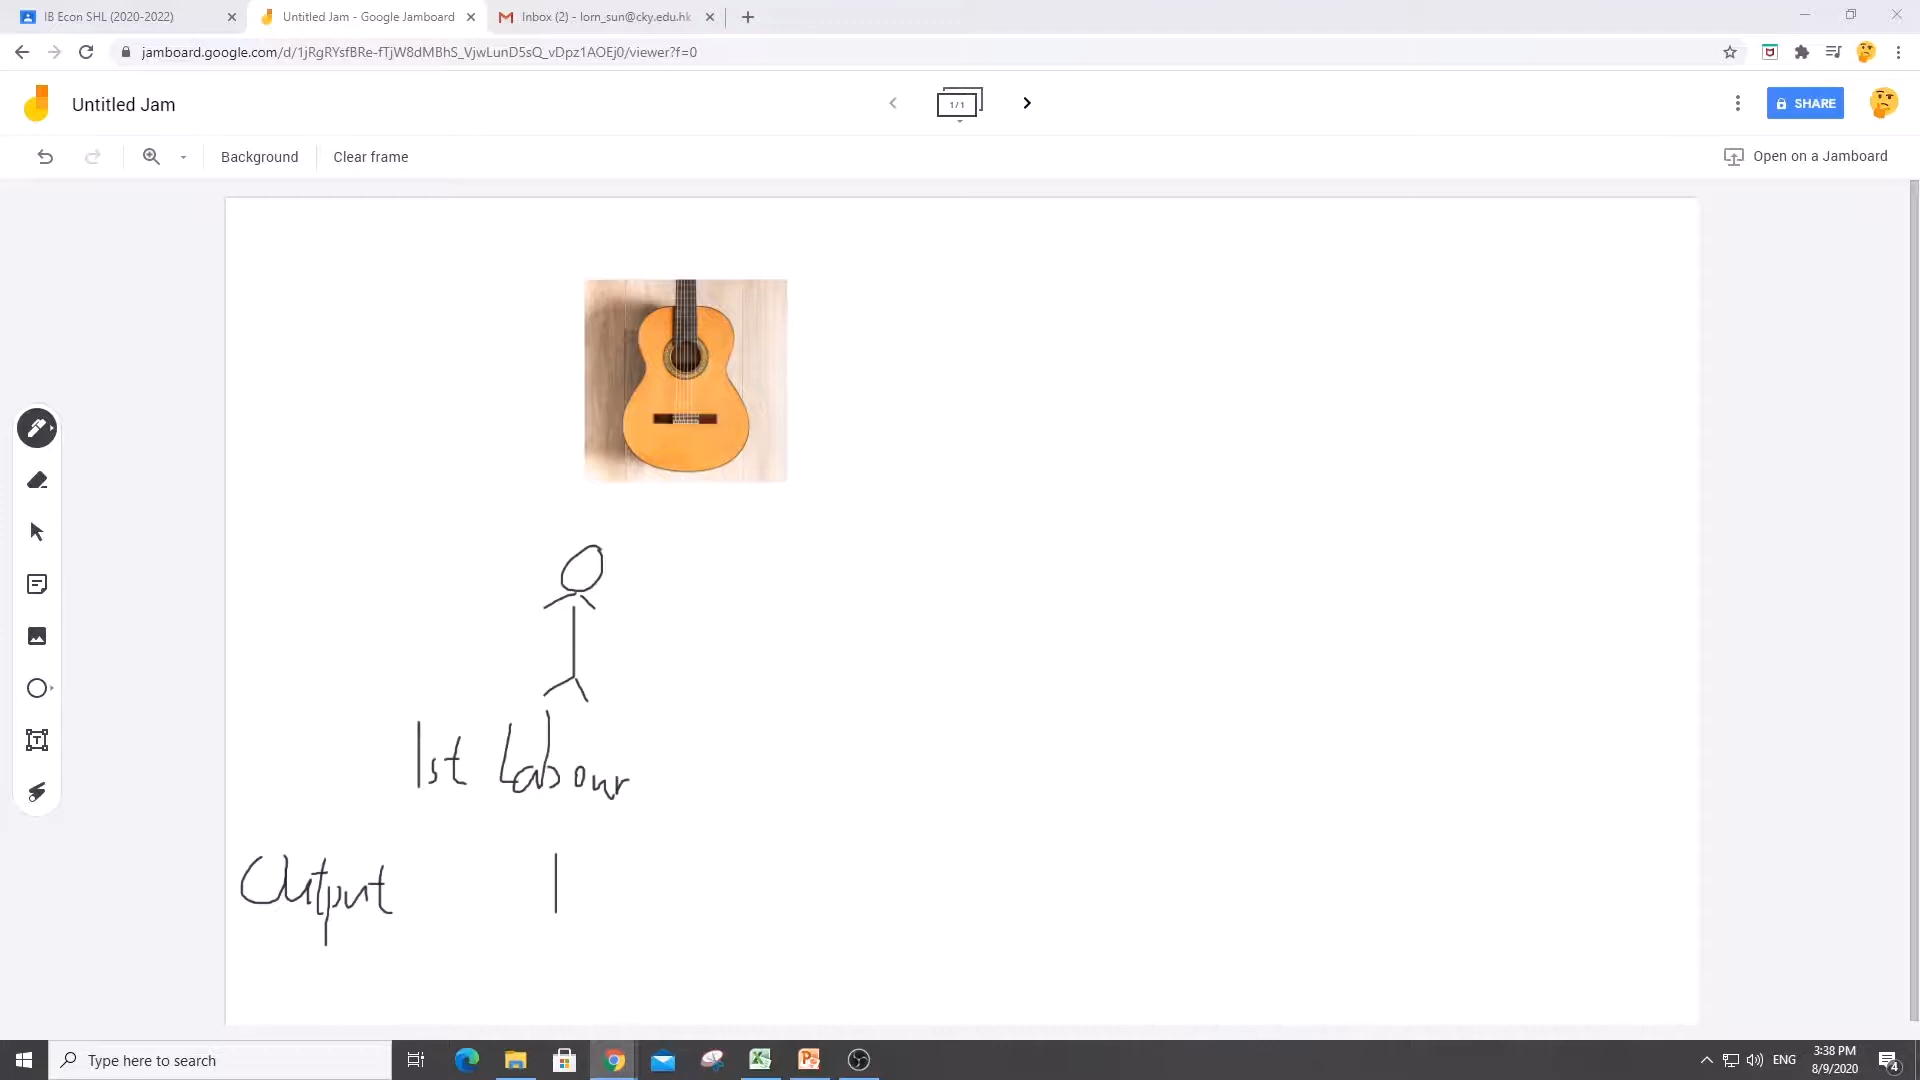 IB Econ SHL (2020-2022)
Untitled Jam - Google Jamboard
Inbox (2) - lorn_sun@cky.edu.hk
jamboard.google.com/d/1jRgRYsfBRe-fTjW8dMBhS_VjwLunD5sQ_vDpz1AOEj0/viewer?f=0
Untitled Jam
1/1
SHARE
Background
Clear frame
Open on a Jamboard
1st Labour
Output 1
Type here to search
ENG
3:38 PM
8/9/2020
4